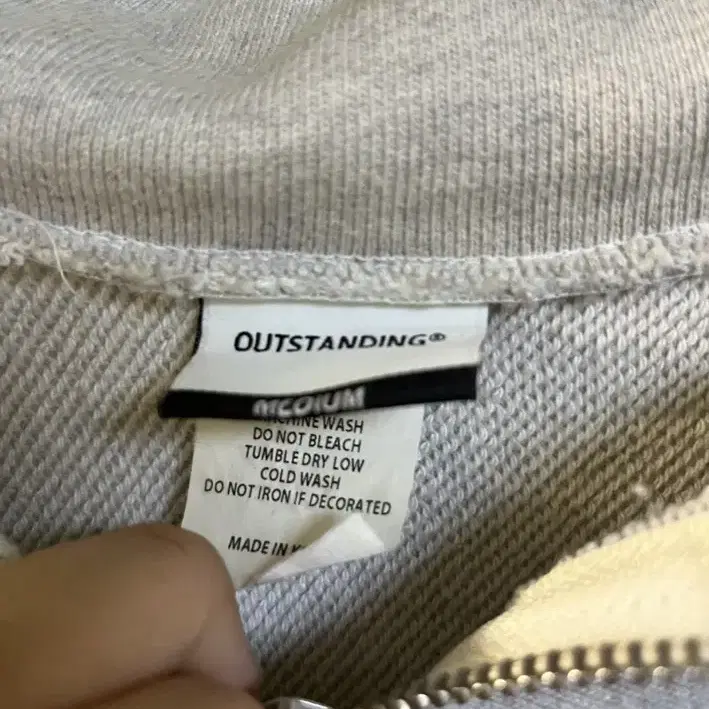 OUTSTANDING®
MEDIUM
WASH
DO NOT BLEACH
TUMBLE DRY LOW
COLD WASH
DO NOT IRON IF DECORATED
MADE IN